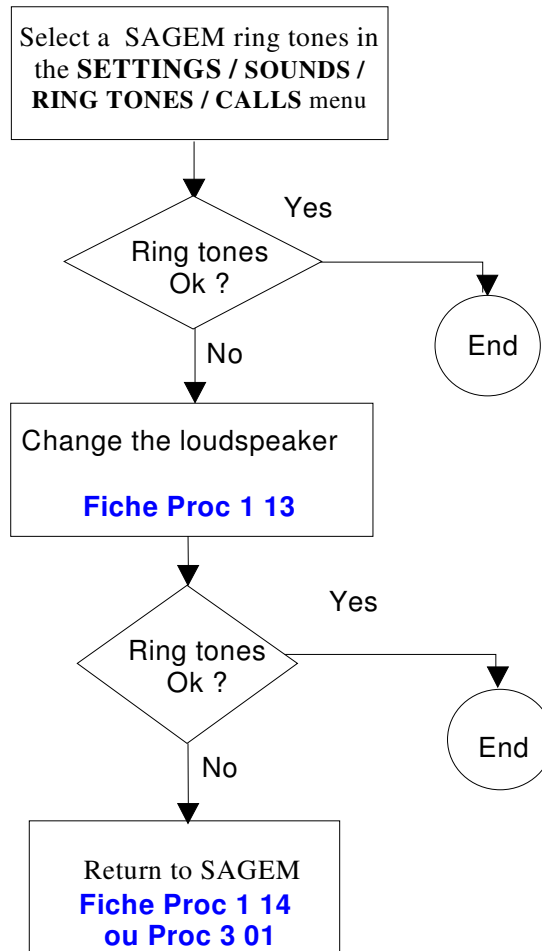 Select a SAGEM ring tones in
the SETTINGS / SOUNDS /
RING TONES / CALLS menu
Yes
Ring tones
Ok ?
End
No
Change the loudspeaker
Fiche Proc 1 13
Yes
Ring tones
Ok ?
End
No
Return to SAGEM
Fiche Proc 1 14
ou Proc 3 01